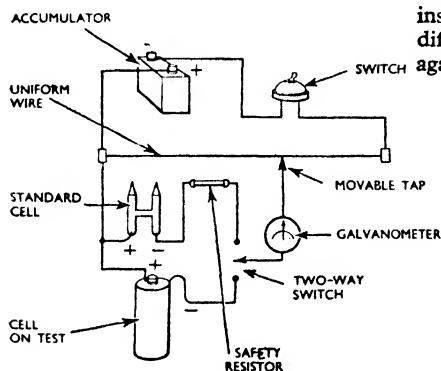 ACCUMULATOR
ins
dif
aga
-
+
SWITCH
UNIFORM
WIRE
MOVABLE TAP
STANDARD
CELL
GALVANOMETER
+ - +
TWO-WAY
SWITCH
-
CELL
ON TEST
SAFETY
RESISTOR